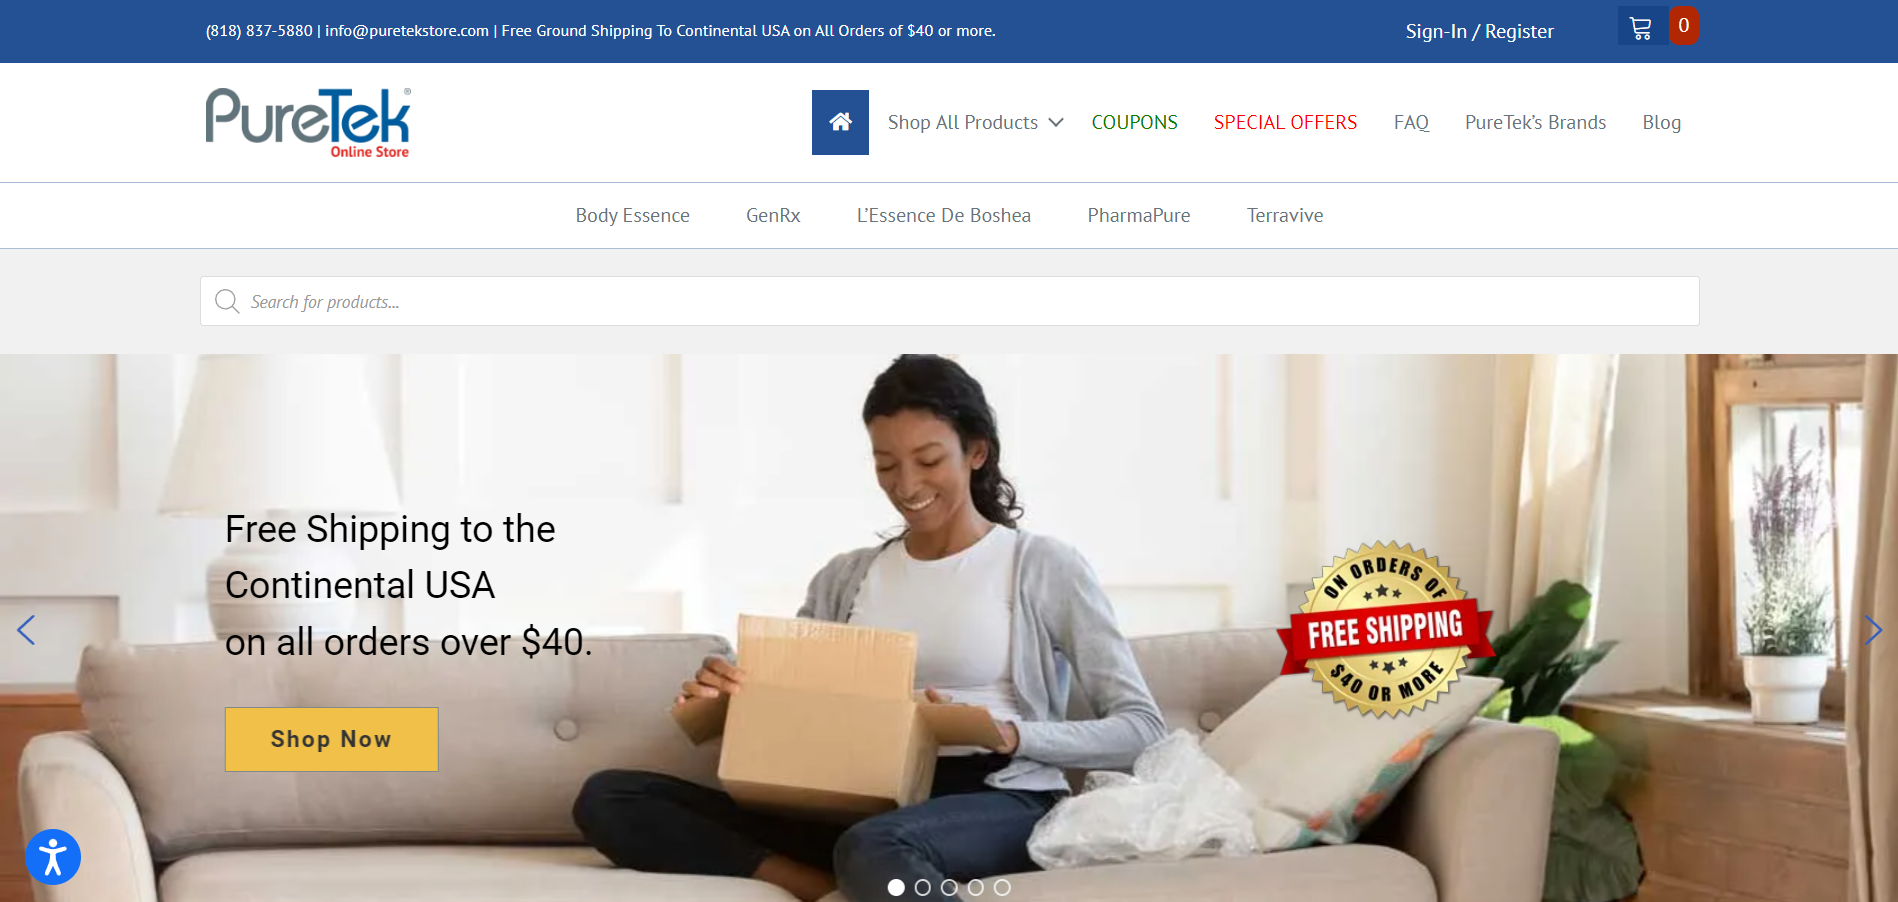 (818) 837-5880 | info@puretekstore.com | Free Ground Shipping To Continental USA on All Orders of $40 or more.
Sign-In / Register
0
PureTek®
Online Store
Shop All Products
COUPONS
SPECIAL OFFERS
FAQ
PureTek’s Brands
Blog
Body Essence
GenRx
L’Essence De Boshea
PharmaPure
Terravive
Search for products...
Free Shipping to the
Continental USA
on all orders over $40.
Shop Now
ON ORDERS OF
FREE SHIPPING
$40 OR MORE